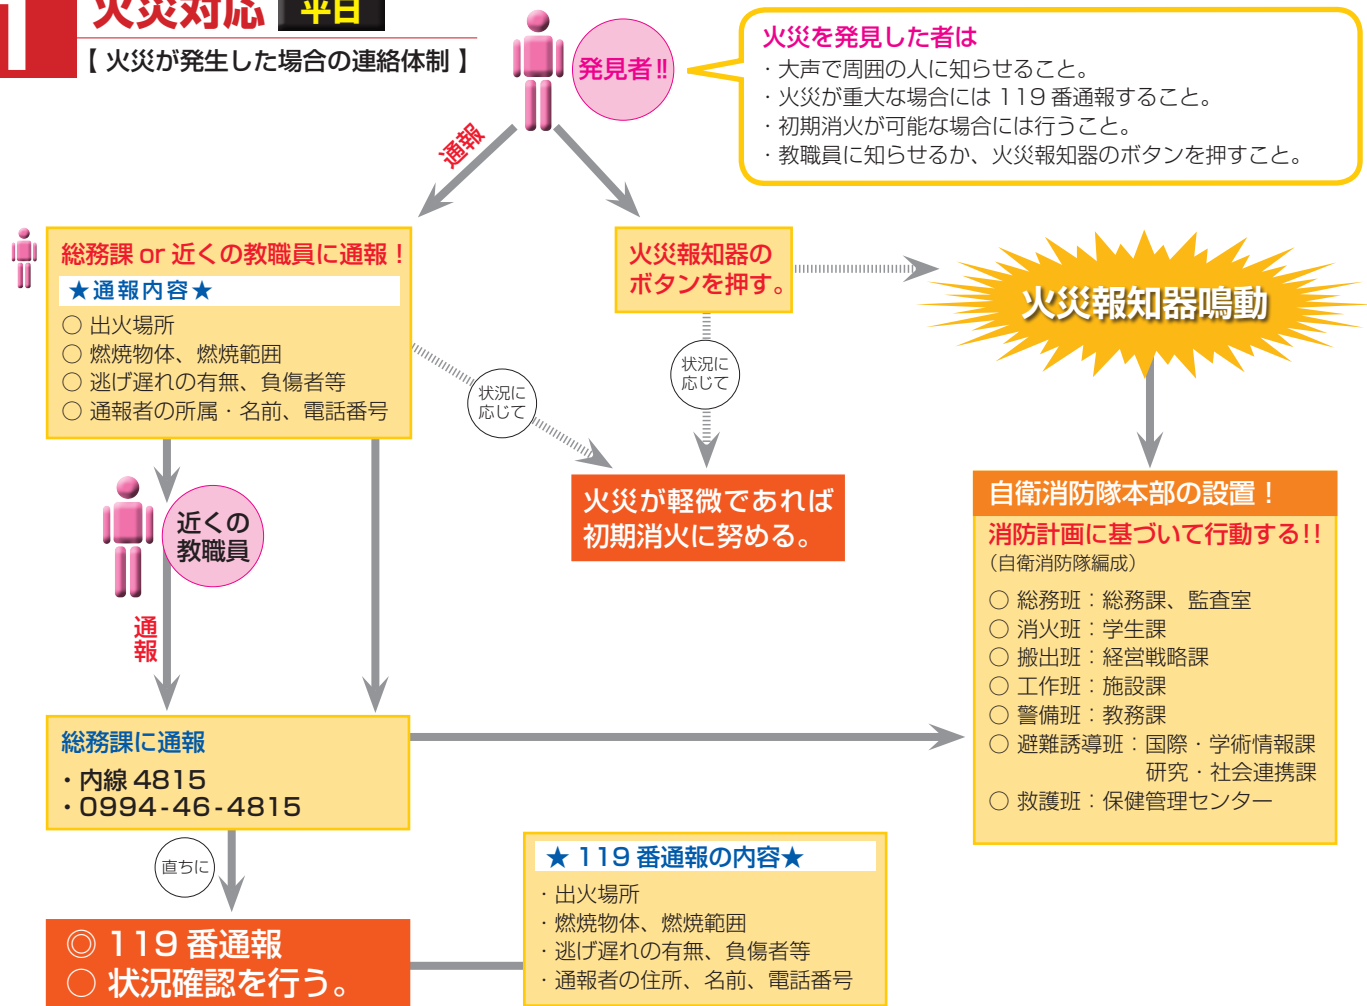 1
火災対応 平日
【 火災が発生した場合の連絡体制 】
発見者!!
火災を発見した者は
・大声で周囲の人に知らせること。
・火災が重大な場合には 119 番通報すること。
・初期消火が可能な場合には行うこと。
・教職員に知らせるか、火災報知器のボタンを押すこと。
通報
総務課 or 近くの教職員に通報！
★通報内容★
○ 出火場所
○ 燃焼物体、燃焼範囲
○ 逃げ遅れの有無、負傷者等
○ 通報者の所属・名前、電話番号
火災報知器の
ボタンを押す。
火災報知器鳴動
状況に
応じて
状況に
応じて
火災が軽微であれば
初期消火に努める。
近くの
教職員
通報
自衛消防隊本部の設置！
消防計画に基づいて行動する!!
（自衛消防隊編成）
○ 総務班：総務課、監査室
○ 消火班：学生課
○ 搬出班：経営戦略課
○ 工作班：施設課
○ 警備班：教務課
○ 避難誘導班：国際・学術情報課
研究・社会連携課
○ 救護班：保健管理センター
総務課に通報
・内線 4815
・0994-46-4815
直ちに
◎ 119 番通報
○ 状況確認を行う。
★ 119 番通報の内容★
・出火場所
・燃焼物体、燃焼範囲
・逃げ遅れの有無、負傷者等
・通報者の住所、名前、電話番号